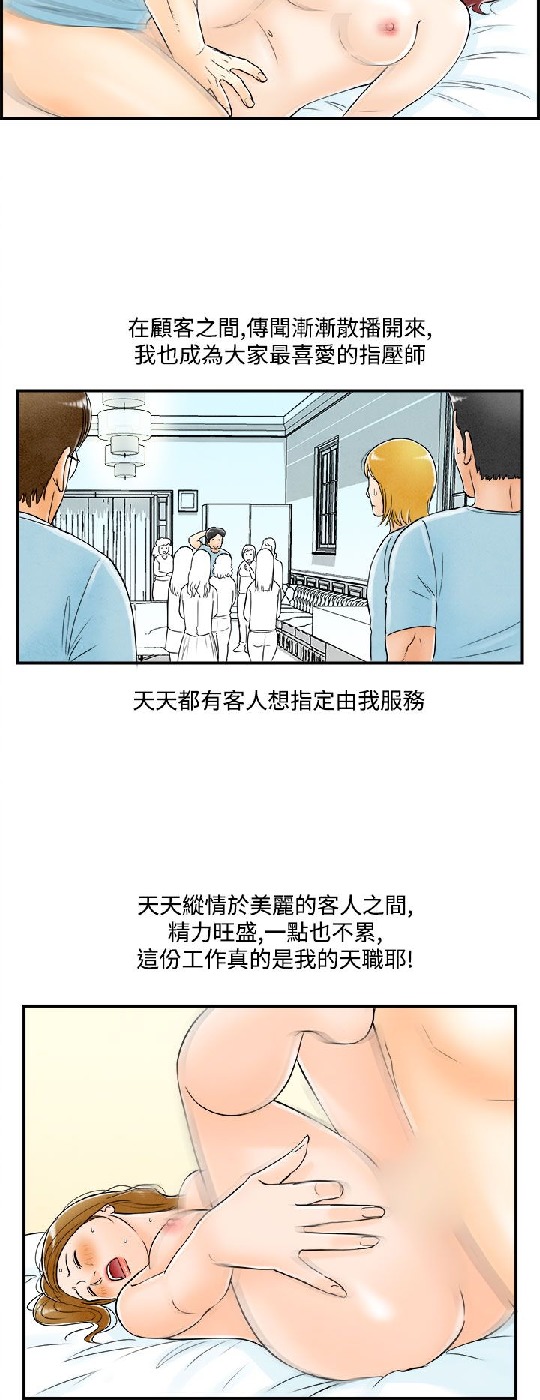 在顧客之間,傳聞漸漸散播開來,
我也成為大家最喜愛的指壓師
天天都有客人想指定由我服務
天天縱情於美麗的客人之間,
精力旺盛,一點也不累,
這份工作真的是我的天職耶!